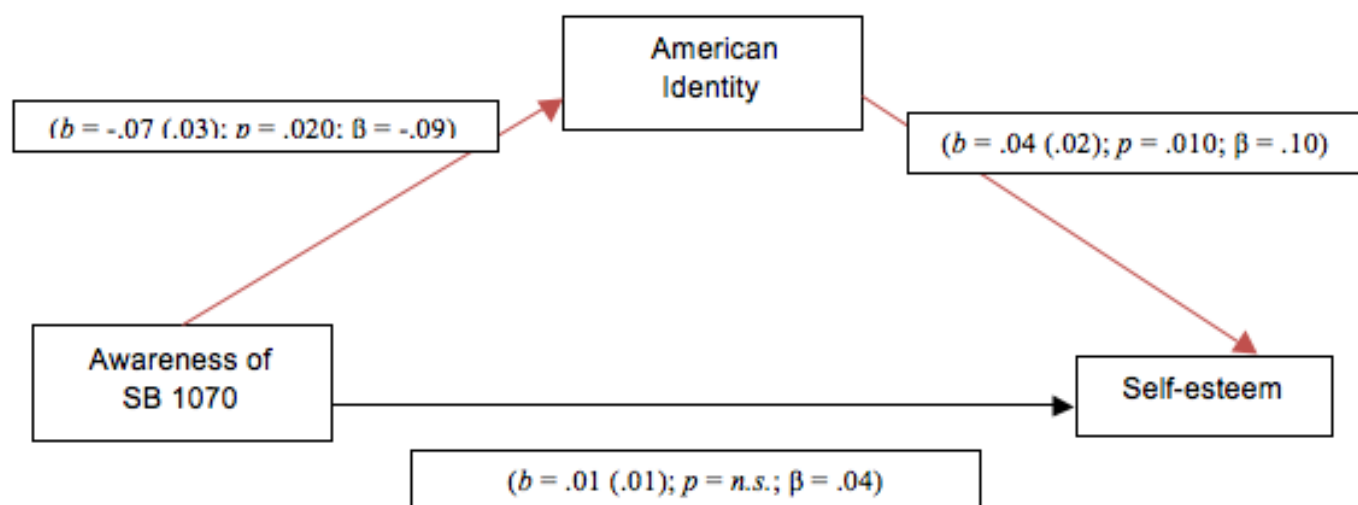 American
Identity
(b = -.07 (.03); p = .020; β = -.09)
(b = .04 (.02); p = .010; β = .10)
Awareness of
SB 1070
Self-esteem
(b = .01 (.01); p = n.s.; β = .04)